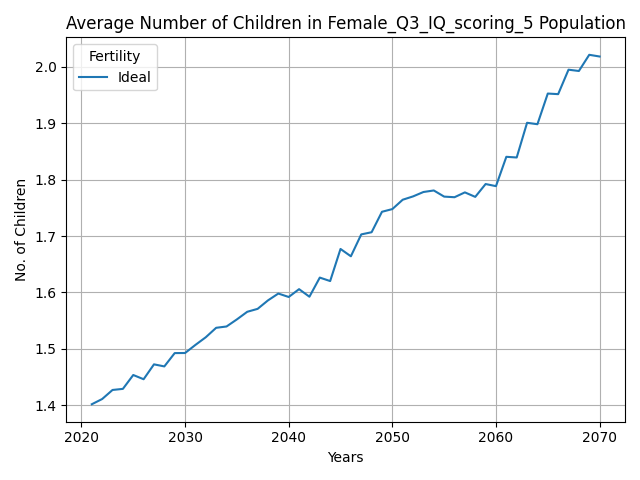 Average Number of Children in Female_Q3_IQ_scoring_5 Population
Fertility
Ideal
No. of Children
2.0
1.9
1.8
1.7
1.6
1.5
1.4
2020 2030 2040 2050 2060 2070
Years